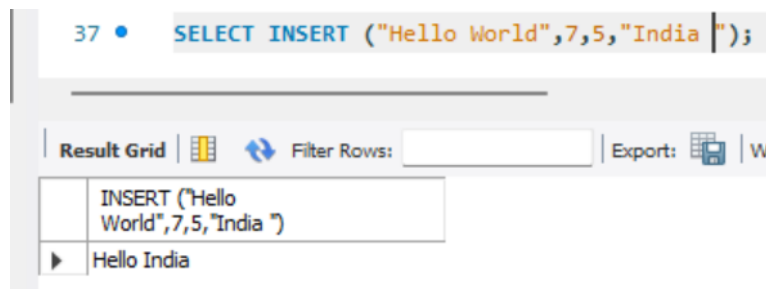 37 SELECT INSERT ("Hello World",7,5,"India ");
Result Grid Filter Rows: Export: W
INSERT ("Hello
World",7,5,"India ")
Hello India